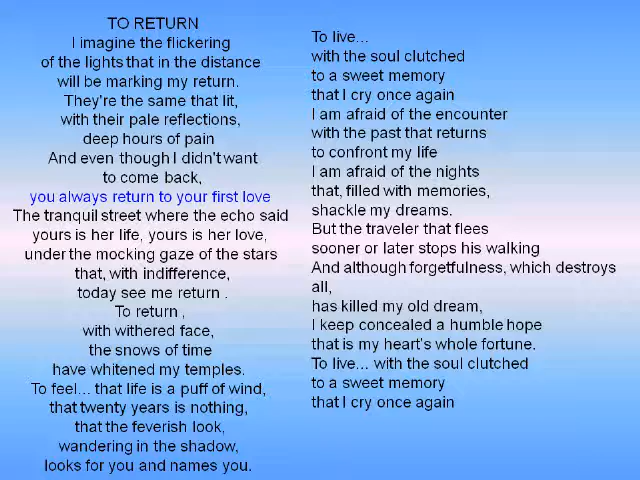 TO RETURN
I imagine the flickering
of the lights that in the distance
will be marking my return.
They're the same that lit,
with their pale reflections,
deep hours of pain
And even though I didn't want
to come back,
you always return to your first love
The tranquil street where the echo said
yours is her life, yours is her love,
under the mocking gaze of the stars
that, with indifference,
today see me return .
To return ,
with withered face,
the snows of time
have whitened my temples.
To feel... that life is a puff of wind,
that twenty years is nothing,
that the feverish look,
wandering in the shadow,
looks for you and names you.
To live...
with the soul clutched
to a sweet memory
that I cry once again
I am afraid of the encounter
with the past that returns
to confront my life
I am afraid of the nights
that, filled with memories,
shackle my dreams.
But the traveler that flees
sooner or later stops his walking
And although forgetfulness, which destroys
all,
has killed my old dream,
I keep concealed a humble hope
that is my heart's whole fortune.
To live... with the soul clutched
to a sweet memory
that I cry once again